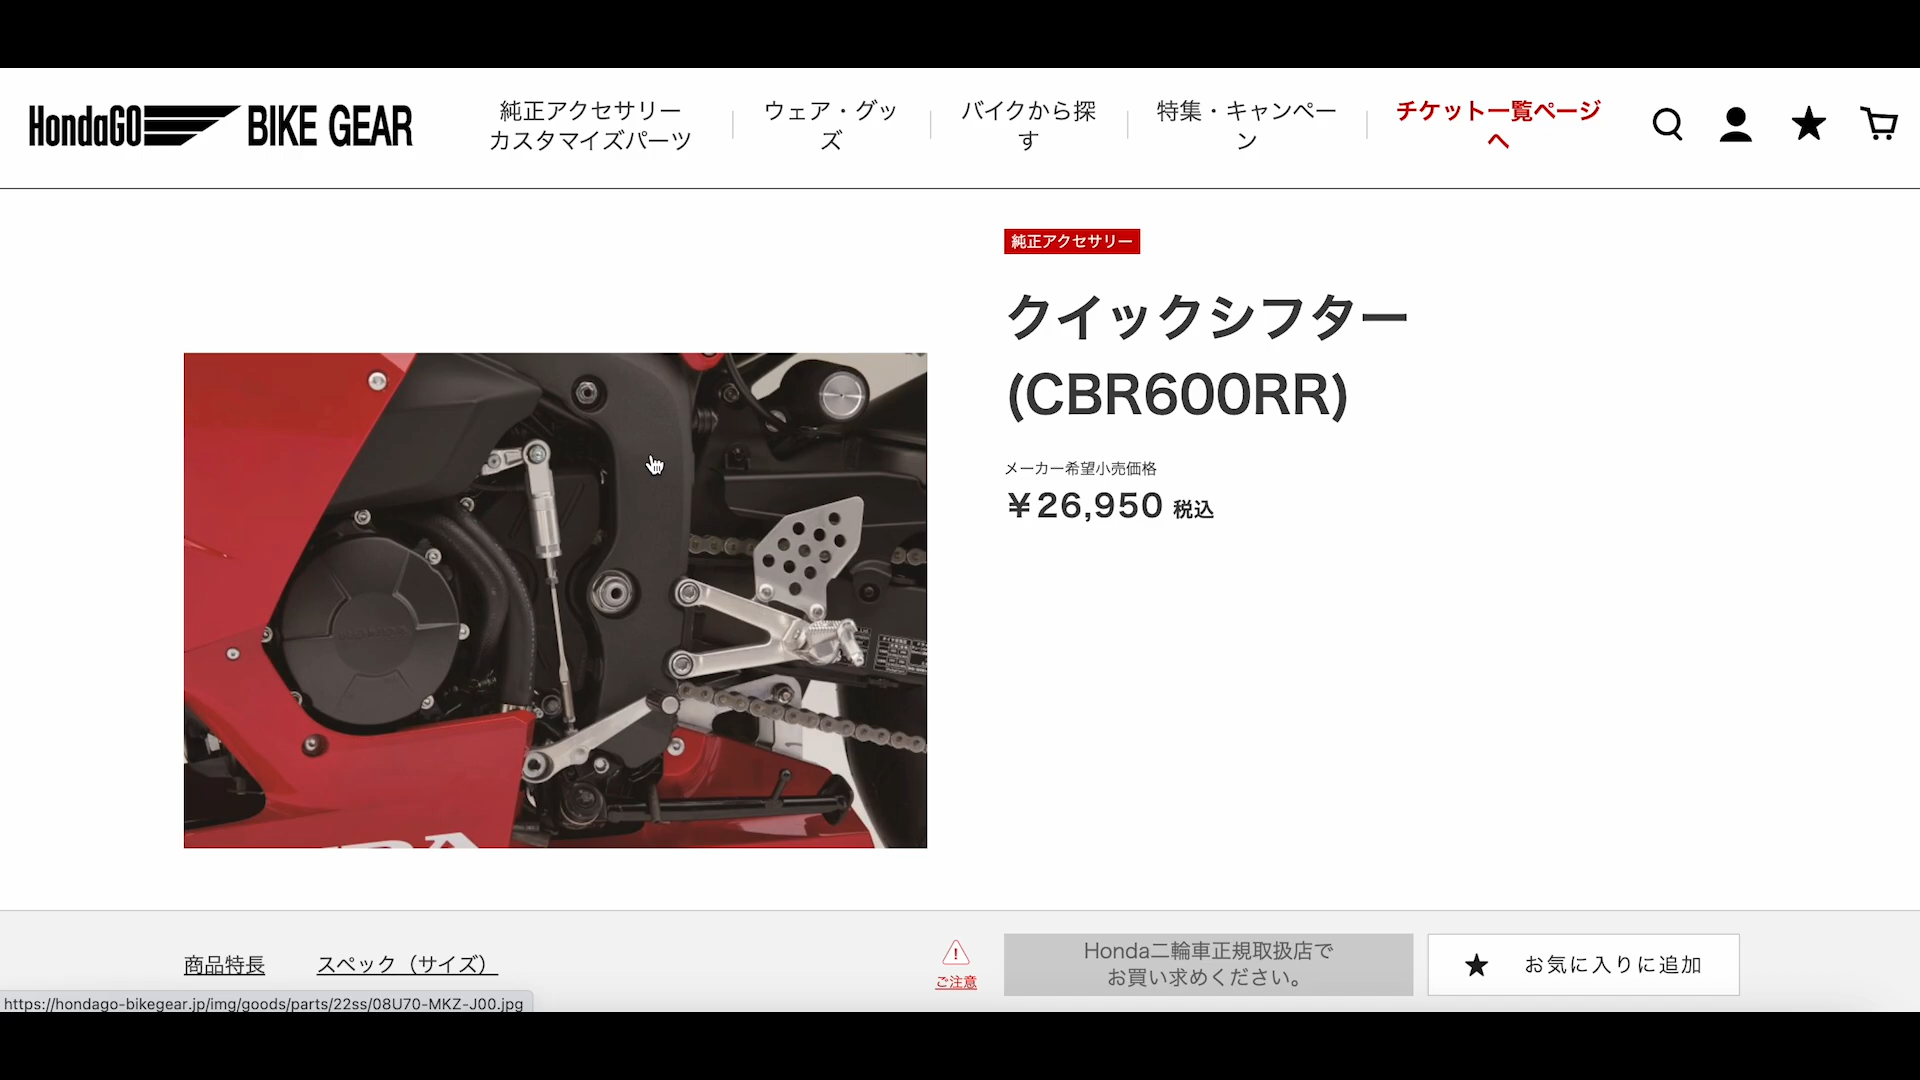 HondaGO BIKE GEAR
純正アクセサリー
カスタマイズパーツ
ウェア・グッ
ズ
バイクから探
す
特集・キャンペー
ン
チケット一覧ページ
へ
純正アクセサリー
クイックシフター
(CBR600RR)
メーカー希望小売価格
￥26,950 税込
商品特長
スペック（サイズ）
ご注意
Honda二輪車正規取扱店で
お買い求めください。
★ お気に入りに追加
https://hondago-bikegear.jp/img/goods/parts/22ss/08U70-MKZ-J00.jpg